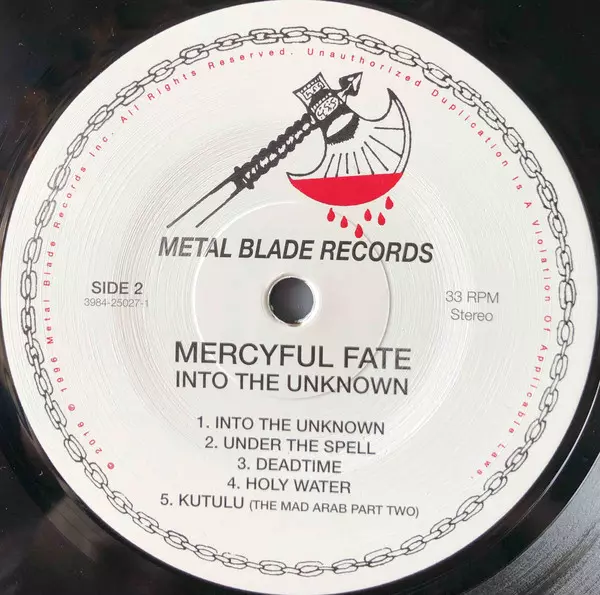 © 2016 ℗ 1996 Metal Blade Records Inc. All Rights Reserved. Unauthorized Duplication Is A Violation Of Applicable Laws
METAL BLADE RECORDS
SIDE 2
3984-25027-1
33 RPM
Stereo
MERCYFUL FATE
INTO THE UNKNOWN
1. INTO THE UNKNOWN
2. UNDER THE SPELL
3. DEADTIME
4. HOLY WATER
5. KUTULU (THE MAD ARAB PART TWO)